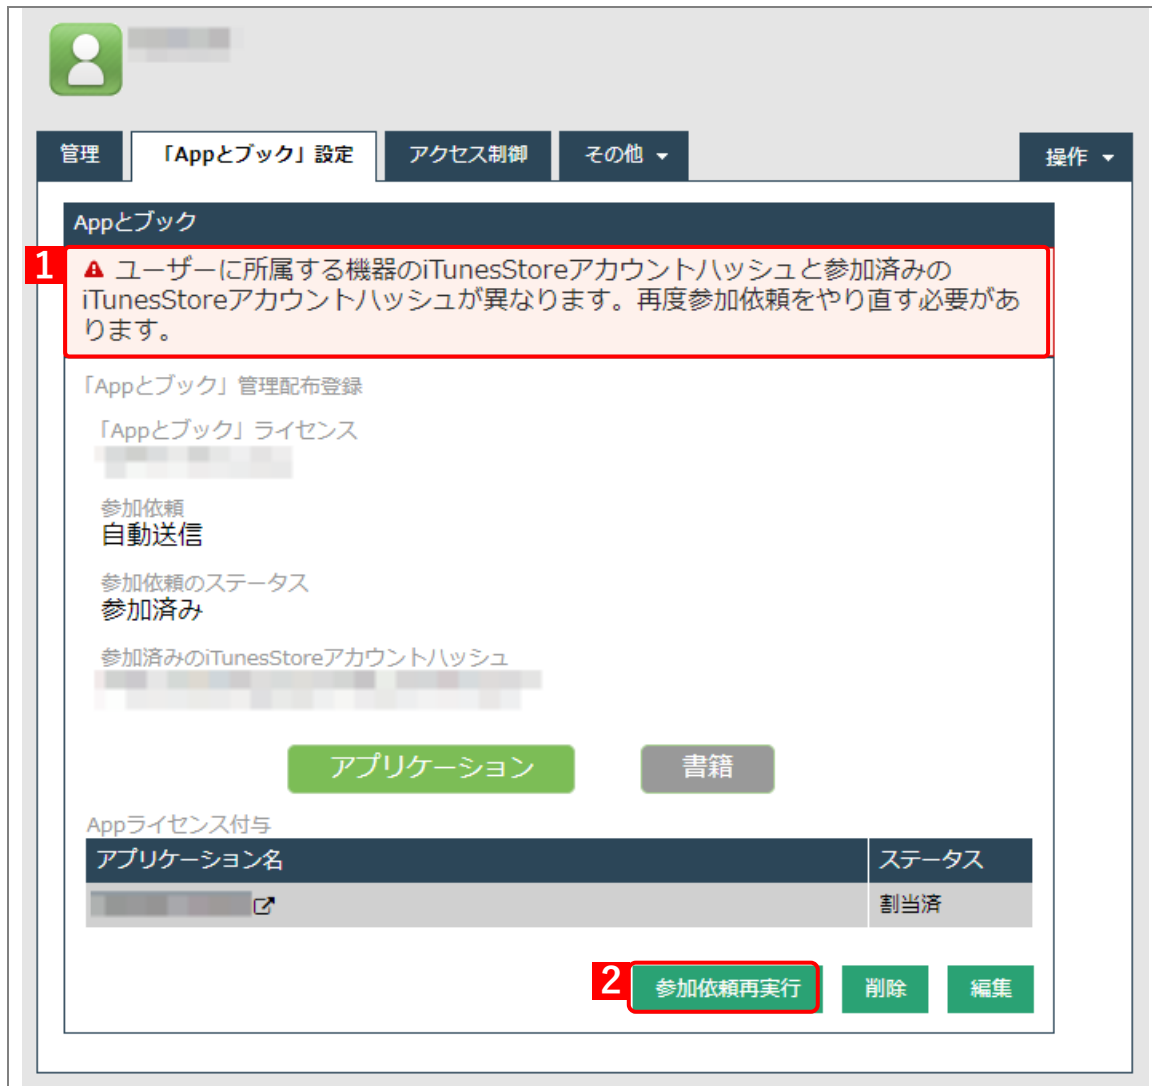 管理
「Appとブック」設定
アクセス制御
その他
操作
Appとブック
1
ユーザーに所属する機器のiTunesStoreアカウントハッシュと参加済みの
iTunesStoreアカウントハッシュが異なります。再度参加依頼をやり直す必要があ
ります。
「Appとブック」管理配布登録
「Appとブック」ライセンス
参加依頼
自動送信
参加依頼のステータス
参加済み
参加済みのiTunesStoreアカウントハッシュ
アプリケーション
書籍
Appライセンス付与
アプリケーション名
ステータス
割当済
2
参加依頼再実行
削除
編集